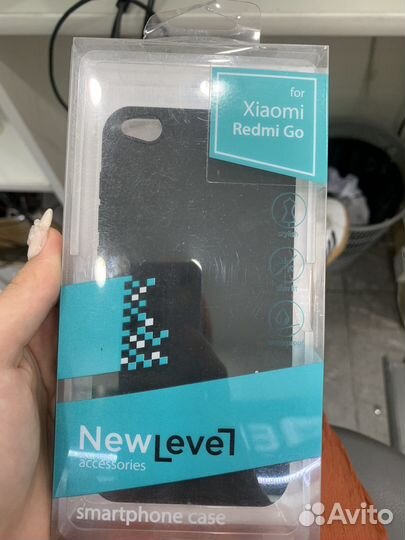 for
Xiaomi
Redmi Go
NewLevel
accessories
smartphone case
Avito